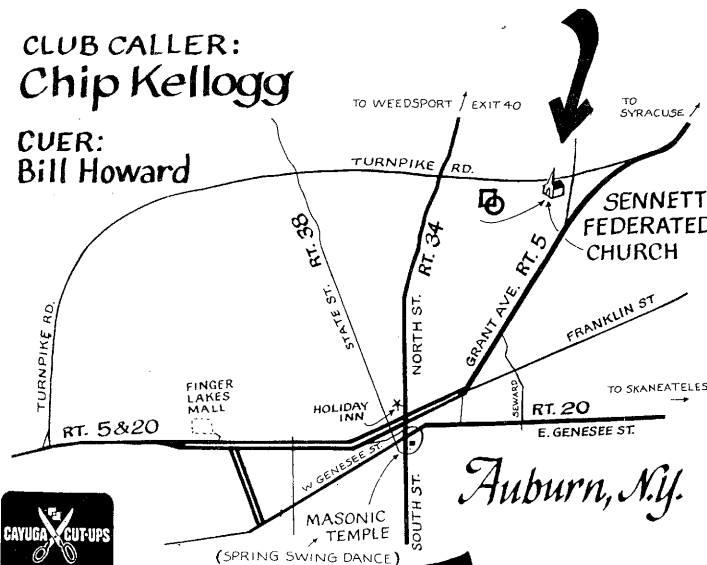 CLUB CALLER:
Chip Kellogg
CUER:
Bill Howard
TO WEEDSPORT
EXIT 40
TO
SYRACUSE
TURNPIKE RD.
SENNETT
FEDERATED
CHURCH
STATE ST. RT. 38
NORTH ST. RT. 34
GRANT AVE. RT. 5
FRANKLIN ST
TURNPIKE RD.
FINGER
LAKES
MALL
HOLIDAY
INN
SEWARD
TO SKANEATELES
RT. 5 & 20
RT. 20
E. GENESEE ST.
W GENESEE ST.
SOUTH ST.
Auburn, N.Y.
MASONIC
TEMPLE
(SPRING SWING DANCE)
CAYUGA CUT-UPS